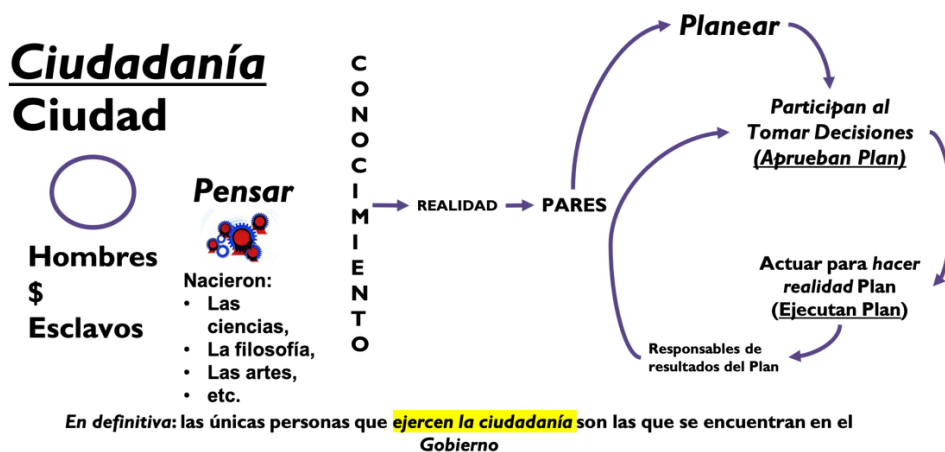 Ciudadanía
Ciudad
Hombres
$
Esclavos
Pensar
Nacieron:
• Las
ciencias,
• La filosofía,
• Las artes,
• etc.
C
O
N
O
C
I
M
I
E
N
T
O
REALIDAD
PARES
Planear
Participan al
Tomar Decisiones
(Aprueban Plan)
Actuar para hacer
realidad Plan
(Ejecutan Plan)
Responsables de
resultados del Plan
En definitiva: las únicas personas que ejercen la ciudadanía son las que se encuentran en el
Gobierno